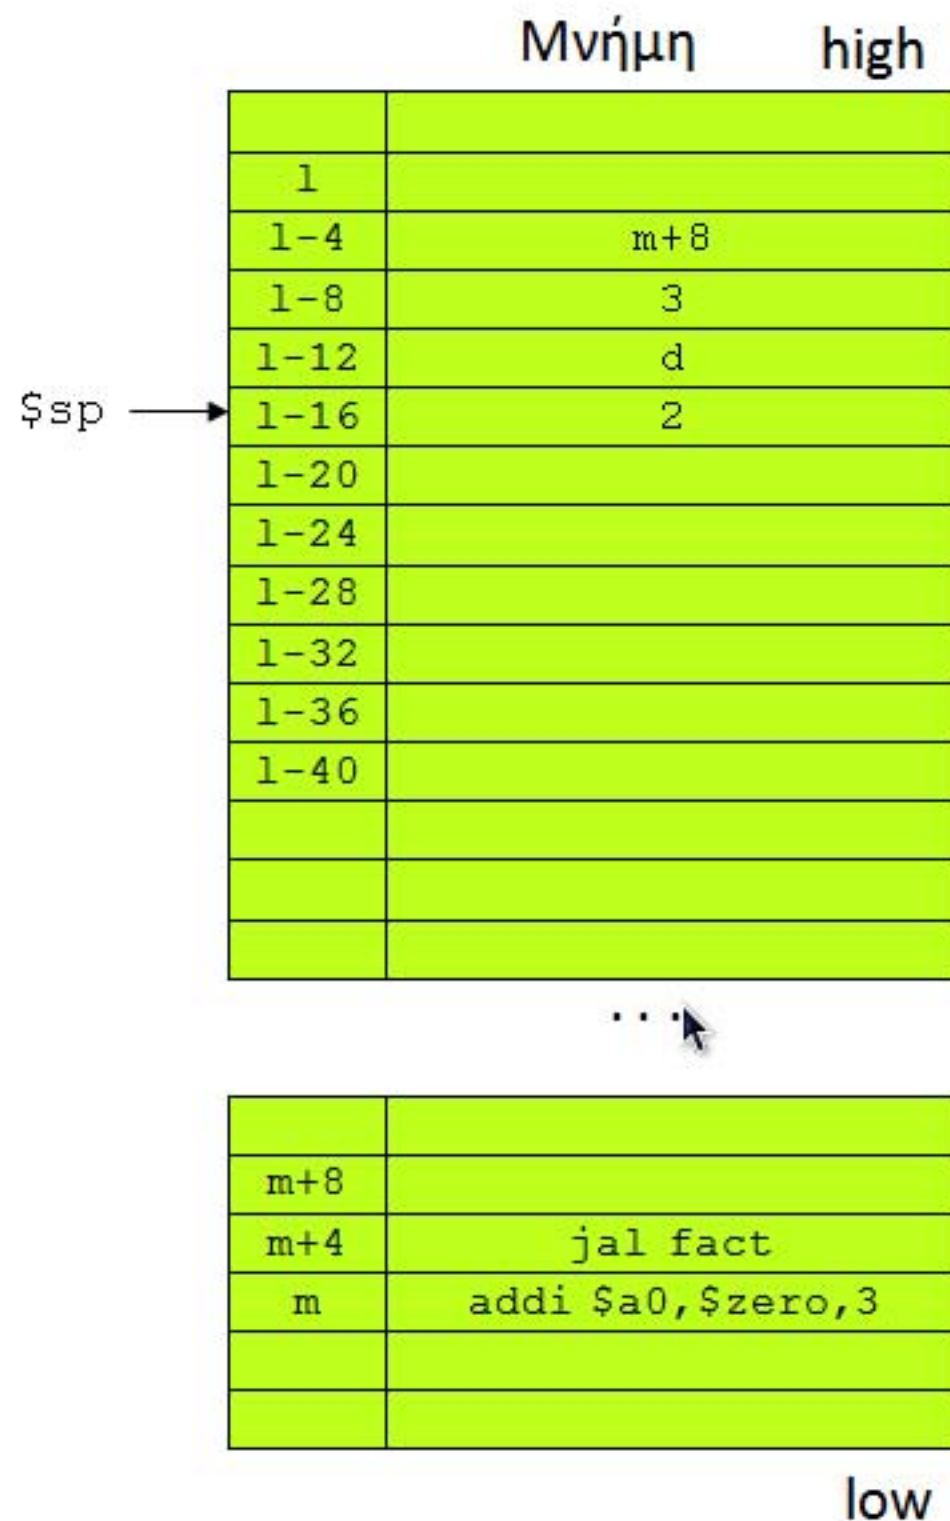 Μνήμη high
l
l-4 m+8
l-8 3
l-12 d
$sp l-16 2
l-20
l-24
l-28
l-32
l-36
l-40
...
m+8
m+4 jal fact
m addi $a0,$zero,3
low